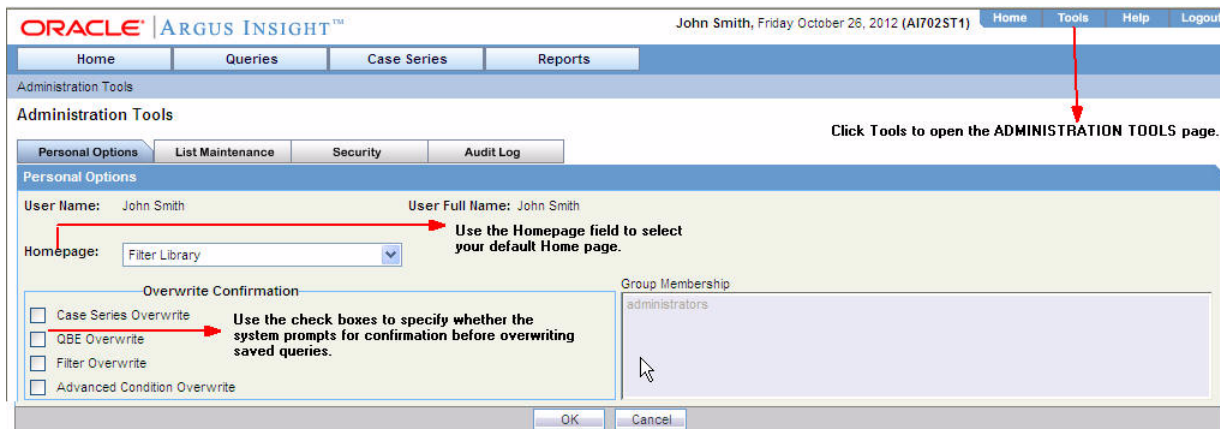 ORACLE® | ARGUS INSIGHT™
John Smith, Friday October 26, 2012 (AI702ST1)
Home Tools Help Logout
Home Queries Case Series Reports
Administration Tools
Administration Tools
Click Tools to open the ADMINISTRATION TOOLS page.
Personal Options List Maintenance Security Audit Log
Personal Options
User Name: John Smith User Full Name: John Smith
Use the Homepage field to select
your default Home page.
Homepage: Filter Library
Overwrite Confirmation
Group Membership
administrators
Case Series Overwrite
Use the check boxes to specify whether the
system prompts for confirmation before overwriting
saved queries.
QBE Overwrite
Filter Overwrite
Advanced Condition Overwrite
OK Cancel